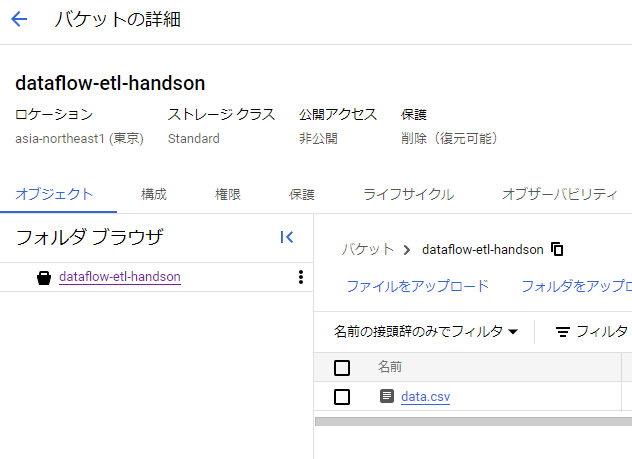 バケットの詳細
dataflow-etl-handson
ロケーション ストレージ クラス 公開アクセス 保護
asia-northeast1 (東京) Standard 非公開 削除（復元可能）
オブジェクト 構成 権限 保護 ライフサイクル オブザーバビリティ
フォルダ ブラウザ
dataflow-etl-handson
バケット dataflow-etl-handson
ファイルをアップロード フォルダをアップロ
名前の接頭辞のみでフィルタ フィルタ
名前
data.csv